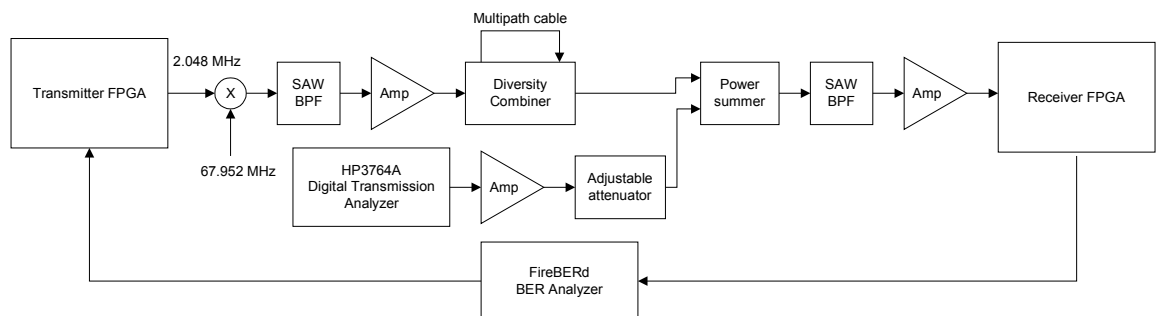 Multipath cable
2.048 MHz
Transmitter FPGA
X
SAW
BPF
Amp
Diversity
Combiner
Power
summer
SAW
BPF
Amp
Receiver FPGA
67.952 MHz
HP3764A
Digital Transmission
Analyzer
Amp
Adjustable
attenuator
FireBERd
BER Analyzer